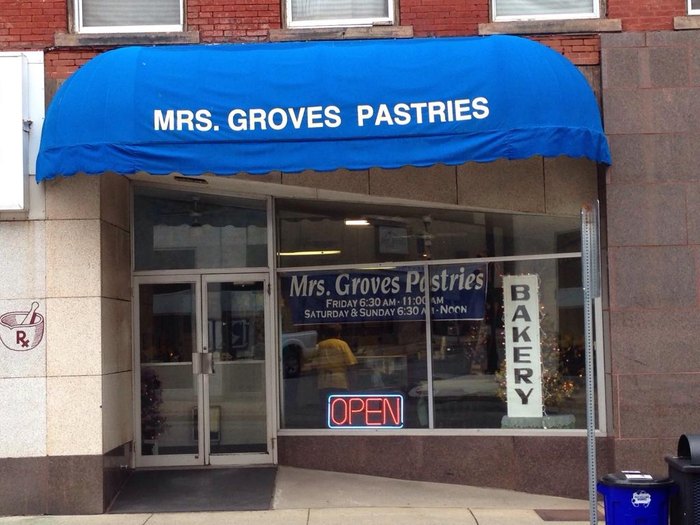 MRS. GROVES PASTRIES
Mrs. Groves Pastries
FRIDAY 6:30 AM - 11:00 AM
SATURDAY & SUNDAY 6:30 AM - NOON
BAKERY
OPEN
Rx